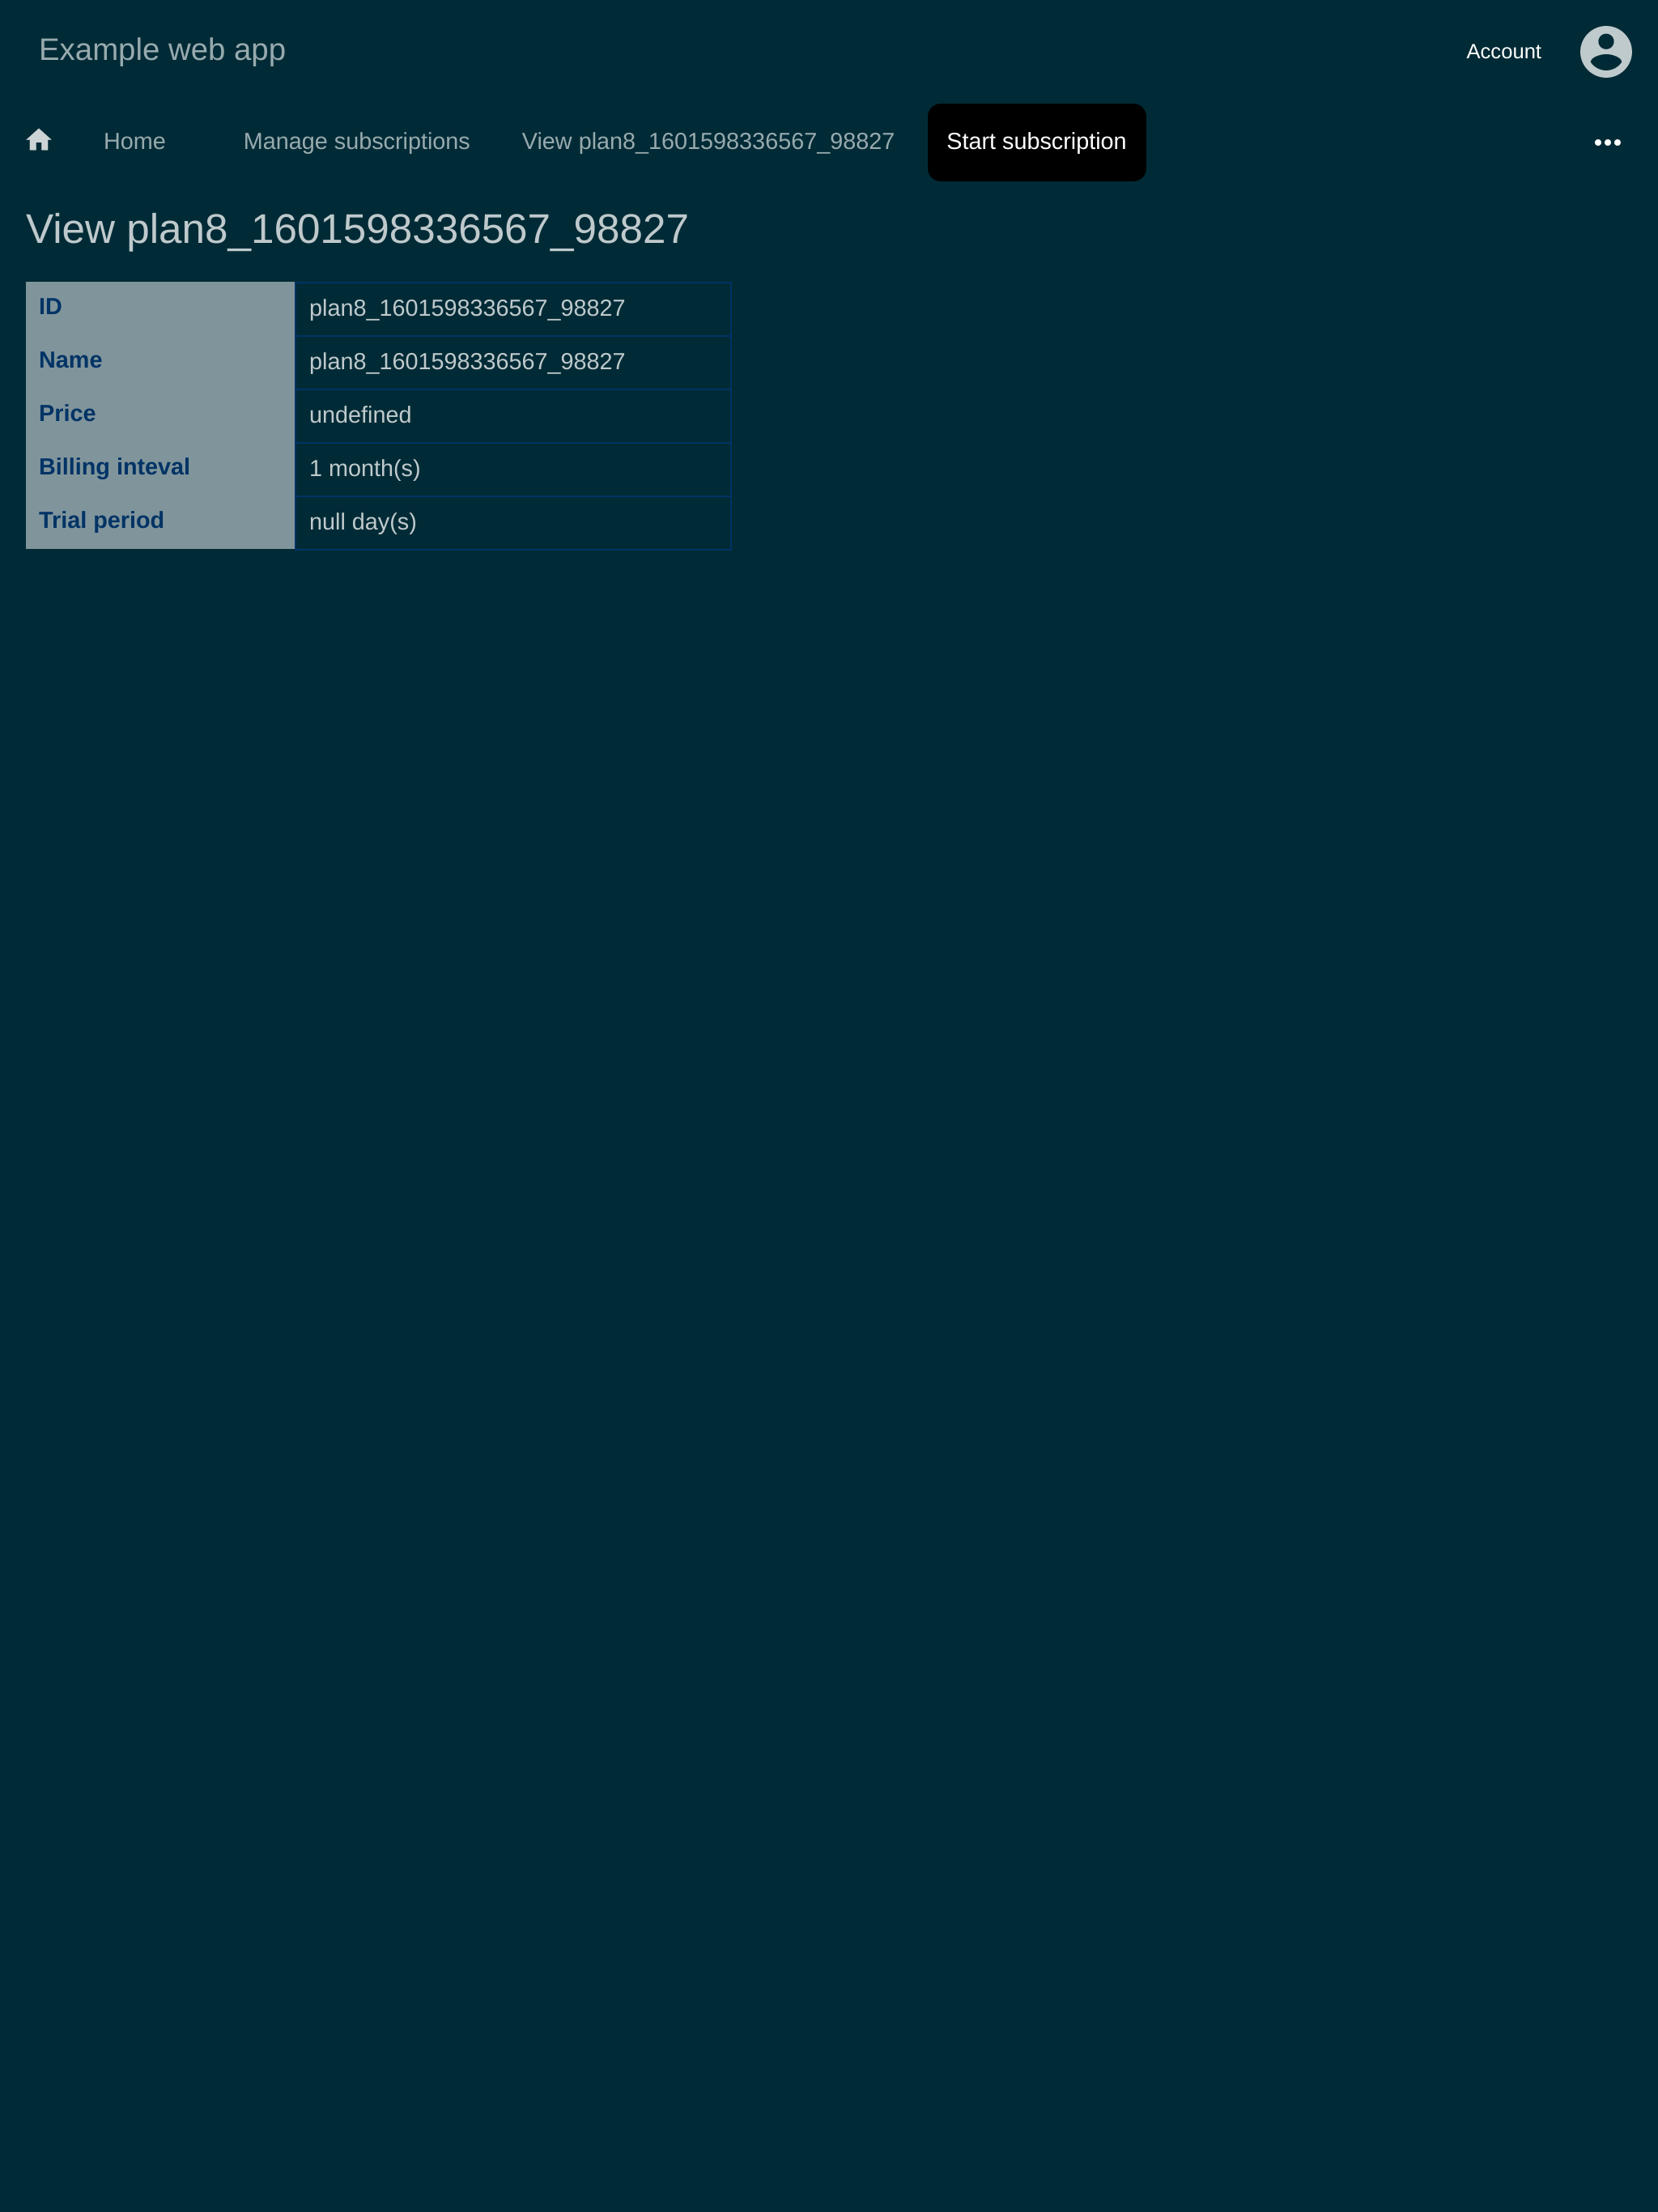 Example web app
Account
Home Manage subscriptions View plan8_1601598336567_98827 Start subscription
View plan8_1601598336567_98827
ID plan8_1601598336567_98827
Name plan8_1601598336567_98827
Price undefined
Billing inteval 1 month(s)
Trial period null day(s)